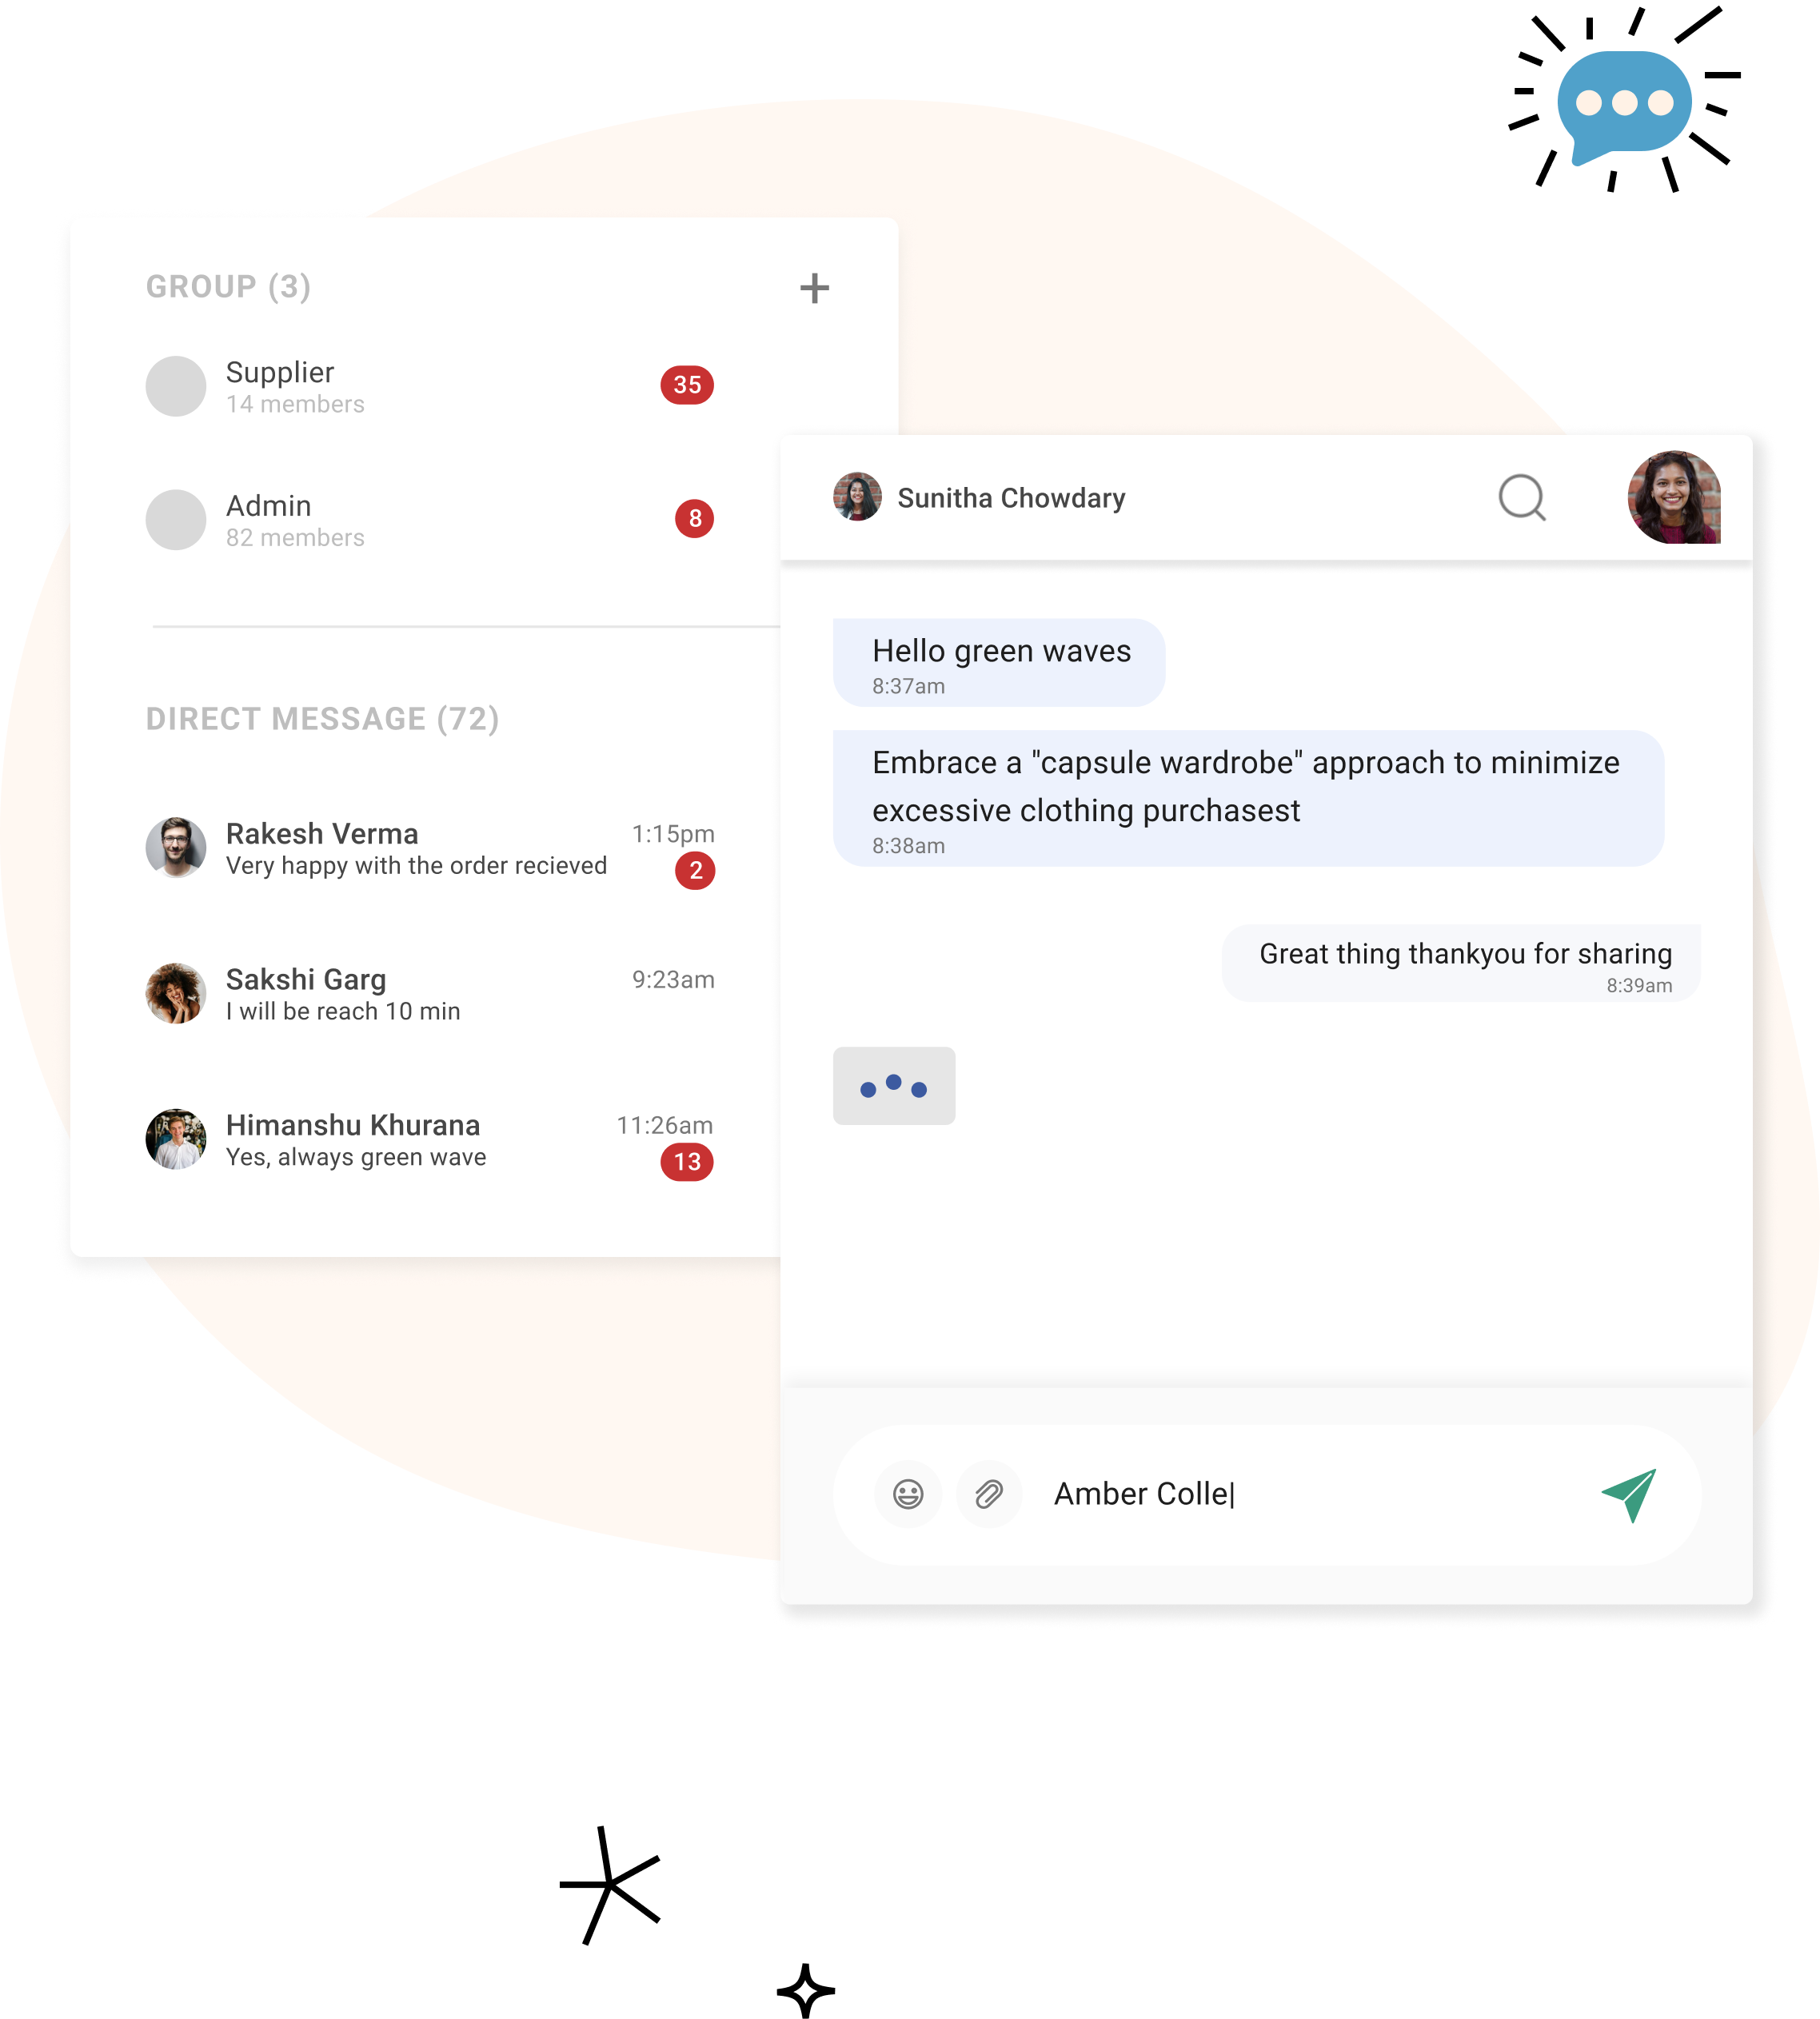 GROUP (3)
Supplier
14 members
35
Admin
82 members
8
DIRECT MESSAGE (72)
Rakesh Verma
1:15pm
Very happy with the order recieved
2
Sakshi Garg
9:23am
I will be reach 10 min
Himanshu Khurana
11:26am
Yes, always green wave
13
Sunitha Chowdary
Hello green waves
8:37am
Embrace a "capsule wardrobe" approach to minimize
excessive clothing purchasest
8:38am
Great thing thankyou for sharing
8:39am
Amber Colle